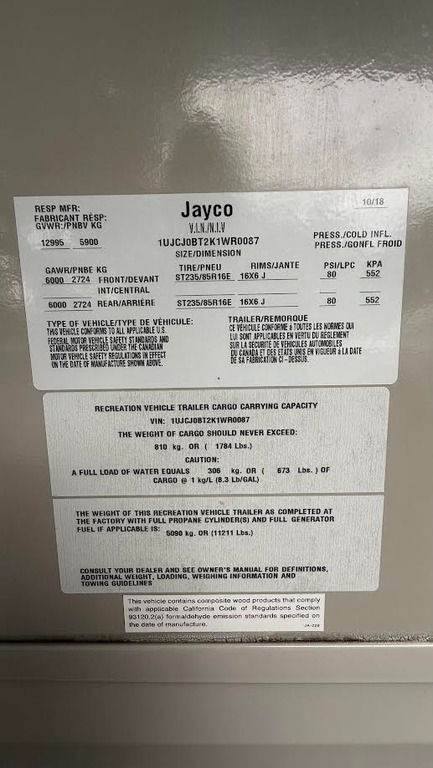 RESP MFR:
FABRICANT RÉSP:
GVWR:/PNBV KG
12995 5900
Jayco
V.I.N./N.I.V
1UJCJ0BT2K1WR0087
SIZE/DIMENSION
10/18
PRESS./COLD INFL.
PRESS./GONFL FROID
GAWR/PNBE KG TIRE/PNEU RIMS/JANTE PSI/LPC KPA
6000 2724 FRONT/DEVANT ST235/85R16E 16X6 J 80 552
INT/CENTRAL
6000 2724 REAR/ARRIÈRE ST235/85R16E 16X6 J 80 552
TYPE OF VEHICLE/TYPE DE VÉHICULE:
THIS VEHICLE CONFORMS TO ALL APPLICABLE U.S.
FEDERAL MOTOR VEHICLE SAFETY STANDARDS AND
STANDARDS PRESCRIBED UNDER THE CANADIAN
MOTOR VEHICLE SAFETY REGULATIONS IN EFFECT
ON THE DATE OF MANUFACTURE SHOWN ABOVE.
TRAILER/REMORQUE
CE VÉHICULE CONFORME à TOUTES LES NORMES QUI
LUI SONT APPLICABLES EN VERTU DU RÈGLEMENT
SUR LA SÉCURITÉ DE VÉHICULES AUTOMOBILES
DU CANADA ET DES ETATS UNIS EN VIGUEUR à LA DATE
DE SA FABRICATION CI-DESSUS.
RECREATION VEHICLE TRAILER CARGO CARRYING CAPACITY
VIN: 1UJCJ0BT2K1WR0087
THE WEIGHT OF CARGO SHOULD NEVER EXCEED:
810 kg. OR ( 1784 Lbs.)
CAUTION:
A FULL LOAD OF WATER EQUALS 306 kg. OR ( 673 Lbs. ) OF
CARGO @ 1 kg/L (8.3 Lb/GAL)
THE WEIGHT OF THIS RECREATION VEHICLE TRAILER AS COMPLETED AT
THE FACTORY WITH FULL PROPANE CYLINDER(S) AND FULL GENERATOR
FUEL IF APPLICABLE IS: 5090 kg. OR (11211 Lbs.)
CONSULT YOUR DEALER AND SEE OWNER'S MANUAL FOR DEFINITIONS,
ADDITIONAL WEIGHT, LOADING, WEIGHING INFORMATION AND
TOWING GUIDELINES
This vehicle contains composite wood products that comply
with applicable California Code of Regulations Section
93120.2(a) formaldehyde emission standards specified on
the date of manufacture.